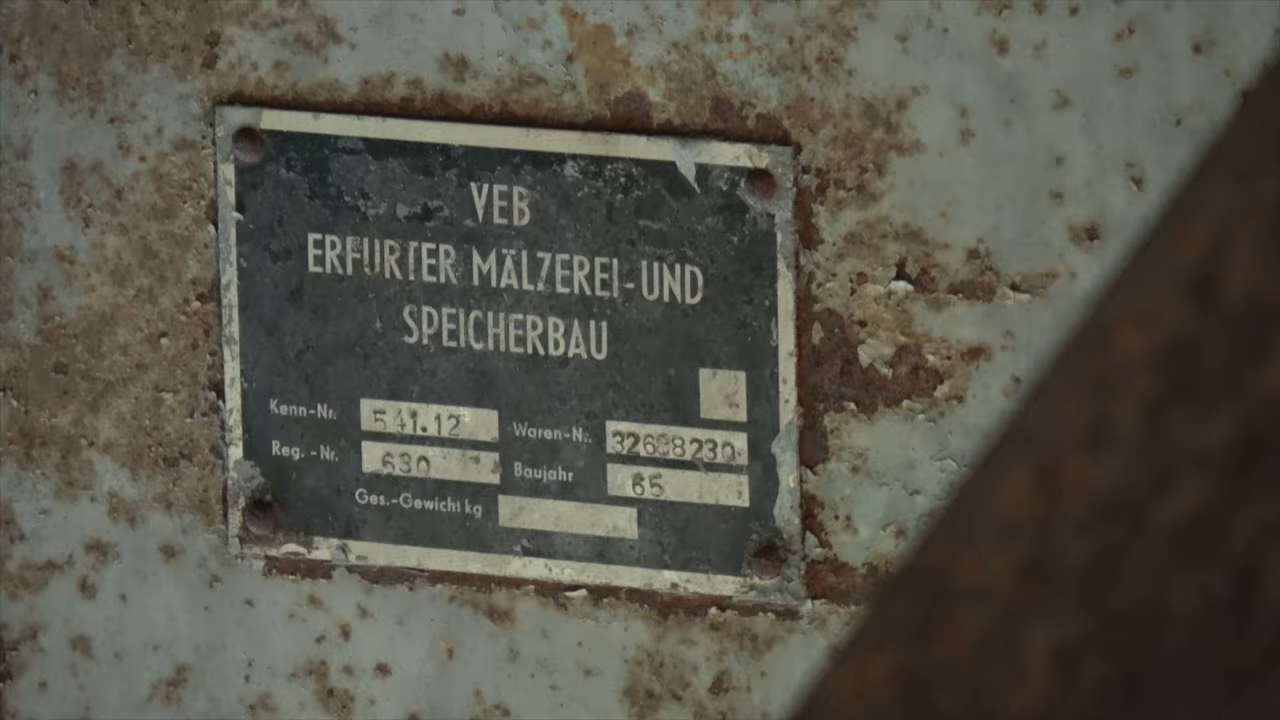 VEB
ERFURTER MÄLZEREI-UND
SPEICHERBAU
Kenn-Nr. 541.12
Waren-Nr. 32638230
Reg.-Nr. 630
Baujahr 65
Ges.-Gewicht kg